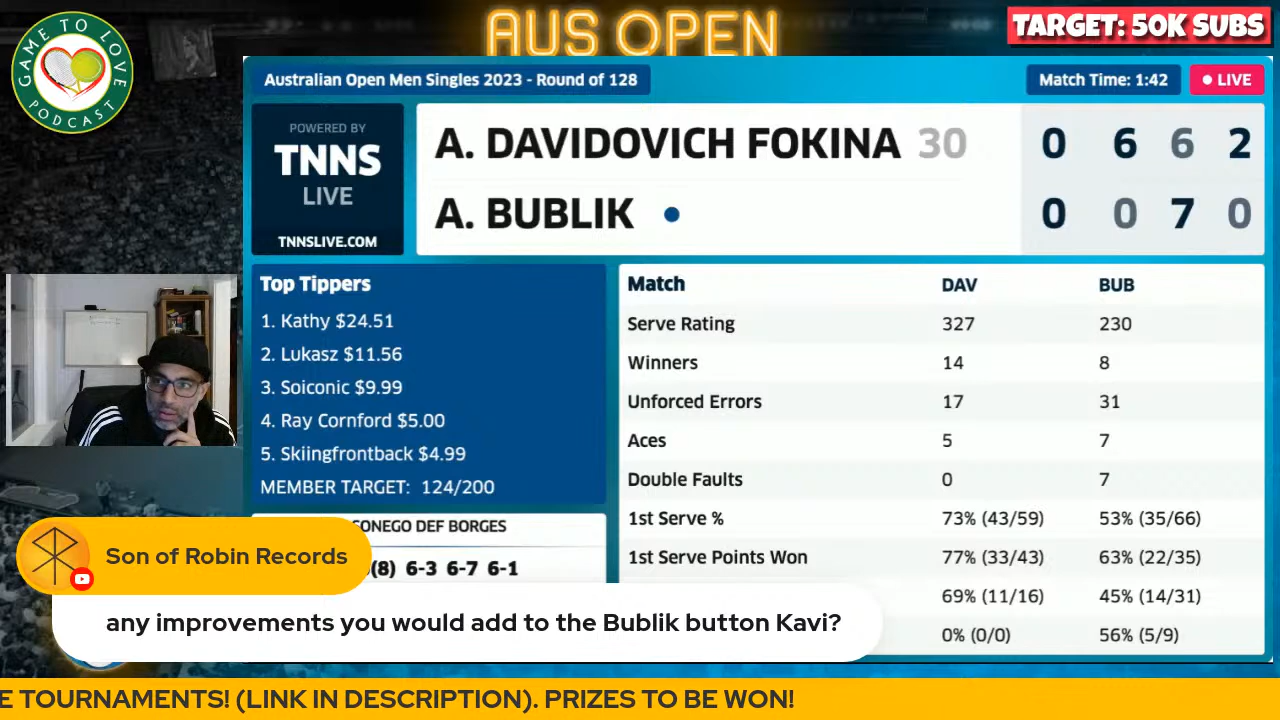 GAME TO LOVE
PODCAST
AUS OPEN
TARGET: 50K SUBS
Australian Open Men Singles 2023 - Round of 128
Match Time: 1:42
LIVE
POWERED BY
TNNS
LIVE
TNNSLIVE.COM
A. DAVIDOVICH FOKINA 30 0 6 6 2
A. BUBLIK 0 0 7 0
Top Tippers
1. Kathy $24.51
2. Lukasz $11.56
3. Soiconic $9.99
4. Ray Cornford $5.00
5. Skiingfrontback $4.99
MEMBER TARGET: 124/200
ONEGO DEF BORGES
(8) 6-3 6-7 6-1
Match DAV BUB
Serve Rating 327 230
Winners 14 8
Unforced Errors 17 31
Aces 5 7
Double Faults 0 7
1st Serve % 73% (43/59) 53% (35/66)
1st Serve Points Won 77% (33/43) 63% (22/35)
69% (11/16) 45% (14/31)
0% (0/0) 56% (5/9)
Son of Robin Records
any improvements you would add to the Bublik button Kavi?
E TOURNAMENTS! (LINK IN DESCRIPTION). PRIZES TO BE WON!